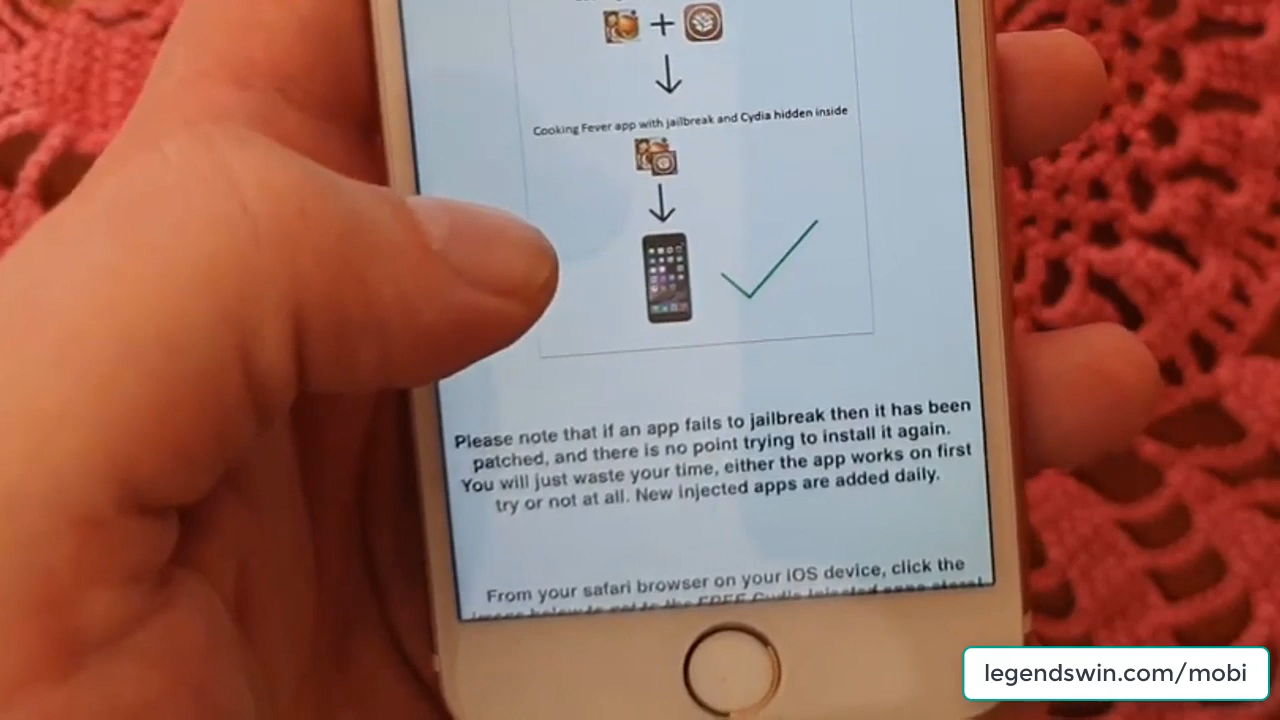 Cooking Fever app with jailbreak and Cydia hidden inside
Please note that if an app fails to jailbreak then it has been
patched, and there is no point trying to install it again.
You will just waste your time, either the app works on first
try or not at all. New injected apps are added daily.
From your safari browser on your iOS device, click the
legendswin.com/mobi